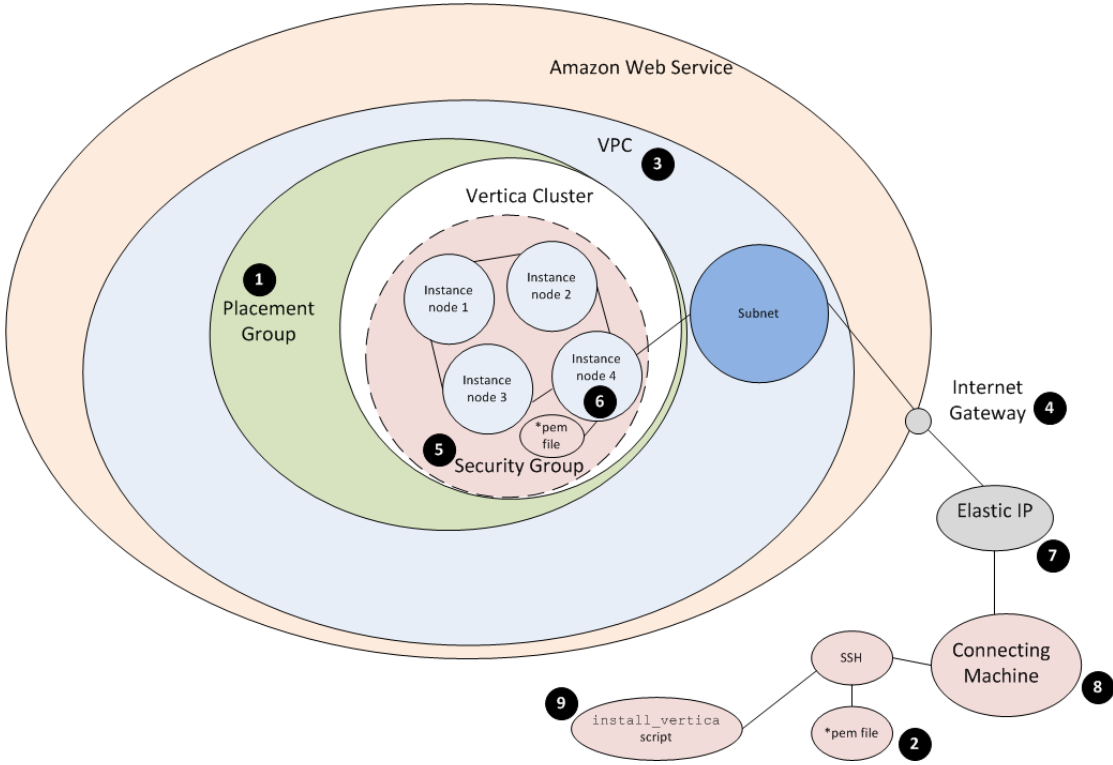 Amazon Web Service
VPC
3
Vertica Cluster
1
Placement
Group
Instance
node 1
Instance
node 2
Instance
node 3
Instance
node 4
6
*pem
file
5
Security Group
Subnet
Internet
Gateway
4
Elastic IP
7
Connecting
Machine
8
SSH
9
install_vertica
script
*pem file
2